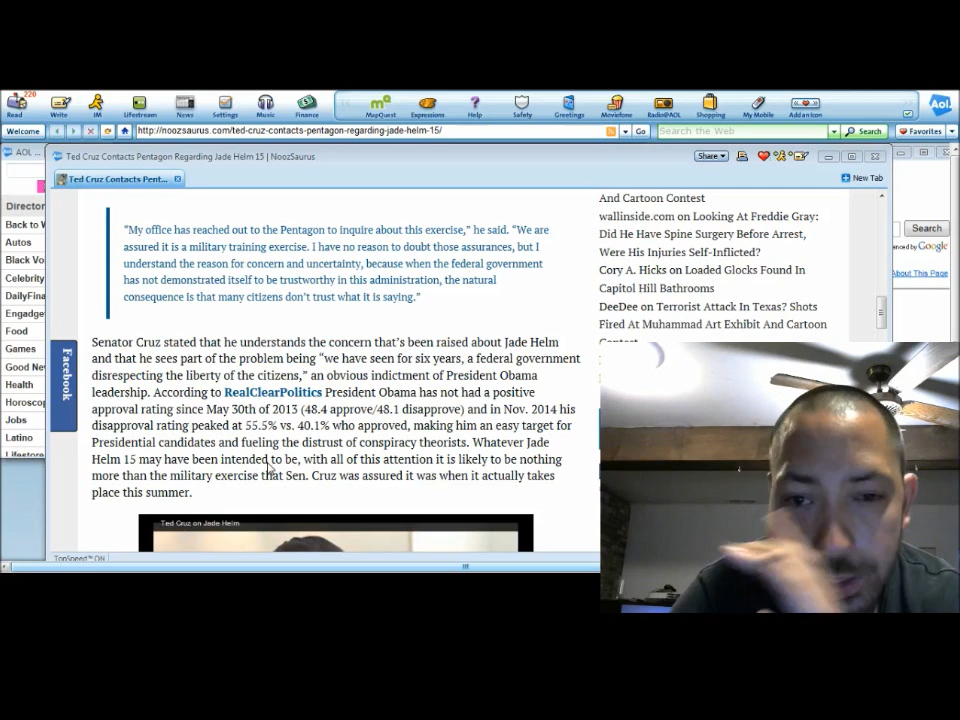 220
Read Write IM Lifestream News Settings Music Finance MapQuest Expressions Help Safety Greetings Moviefone Radio@AOL Shopping My Mobile Add an Icon Aol.
Welcome http://noozsaurus.com/ted-cruz-contacts-pentagon-regarding-jade-helm-15/ Go Search the Web Search Favorites
AOL ... Ted Cruz Contacts Pentagon Regarding Jade Helm 15 | NoozSaurus Share
Ted Cruz Contacts Pent... New Tab
Director
Back to W
Autos
Black Vo
Celebrity
DailyFina
Engadge
Food
Games
Good Ne
Health
Horoscop
Jobs
Latino
Lifestore
Facebook
"My office has reached out to the Pentagon to inquire about this exercise," he said. "We are
assured it is a military training exercise. I have no reason to doubt those assurances, but I
understand the reason for concern and uncertainty, because when the federal government
has not demonstrated itself to be trustworthy in this administration, the natural
consequence is that many citizens don't trust what it is saying."
Senator Cruz stated that he understands the concern that's been raised about Jade Helm
and that he sees part of the problem being "we have seen for six years, a federal government
disrespecting the liberty of the citizens," an obvious indictment of President Obama
leadership. According to RealClearPolitics President Obama has not had a positive
approval rating since May 30th of 2013 (48.4 approve/48.1 disapprove) and in Nov. 2014 his
disapproval rating peaked at 55.5% vs. 40.1% who approved, making him an easy target for
Presidential candidates and fueling the distrust of conspiracy theorists. Whatever Jade
Helm 15 may have been intended to be, with all of this attention it is likely to be nothing
more than the military exercise that Sen. Cruz was assured it was when it actually takes
place this summer.
Ted Cruz on Jade Helm
And Cartoon Contest
wallinside.com on Looking At Freddie Gray:
Did He Have Spine Surgery Before Arrest,
Were His Injuries Self-Inflicted?
Cory A. Hicks on Loaded Glocks Found In
Capitol Hill Bathrooms
DeeDee on Terrorist Attack In Texas? Shots
Fired At Muhammad Art Exhibit And Cartoon
Search
Google
About This Page
TopSpeed™ ON